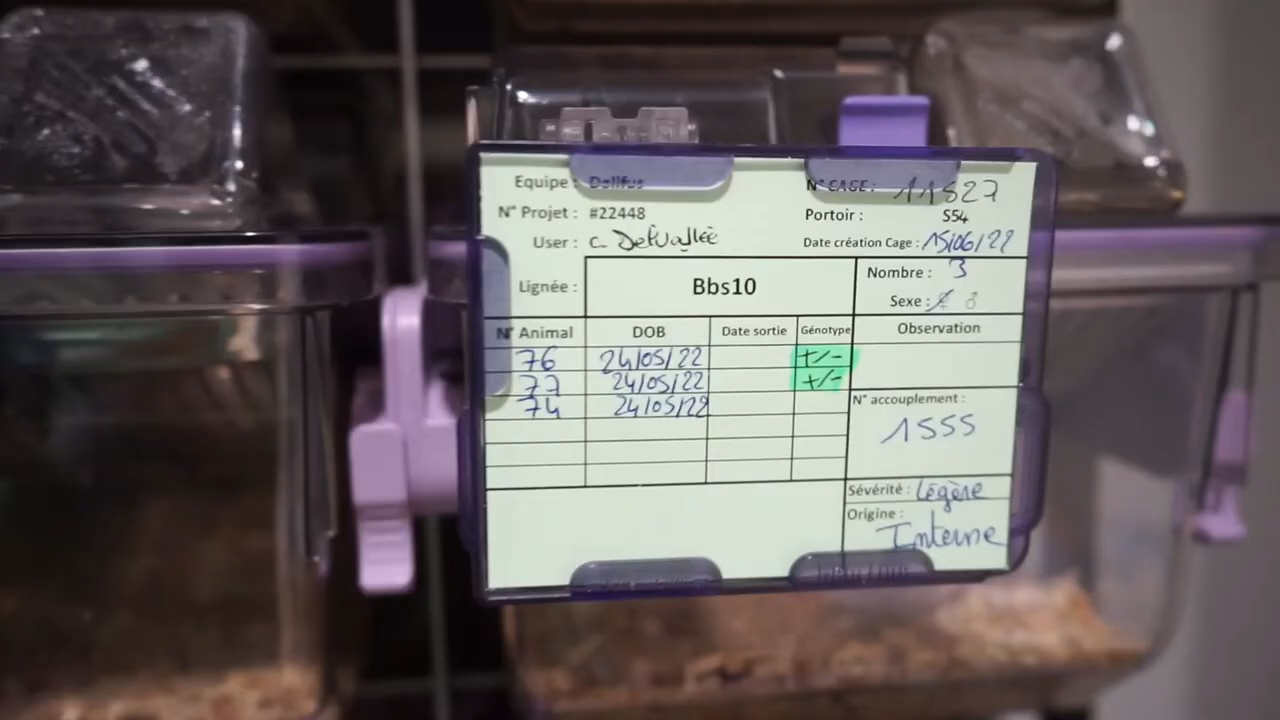 Equipe : Dollfus N° CAGE : 11527
N° Projet : #22448 Portoir : S54
User : C. Delvallée Date création Cage : 15/06/22
Lignée : Bbs10 Nombre : 3
Sexe : ♂
N° Animal DOB Date sortie Génotype Observation
76 24/05/22 +/-
77 24/05/22 +/-
74 24/05/22
N° accouplement :
1555
Sévérité : Légère
Origine :
Interne